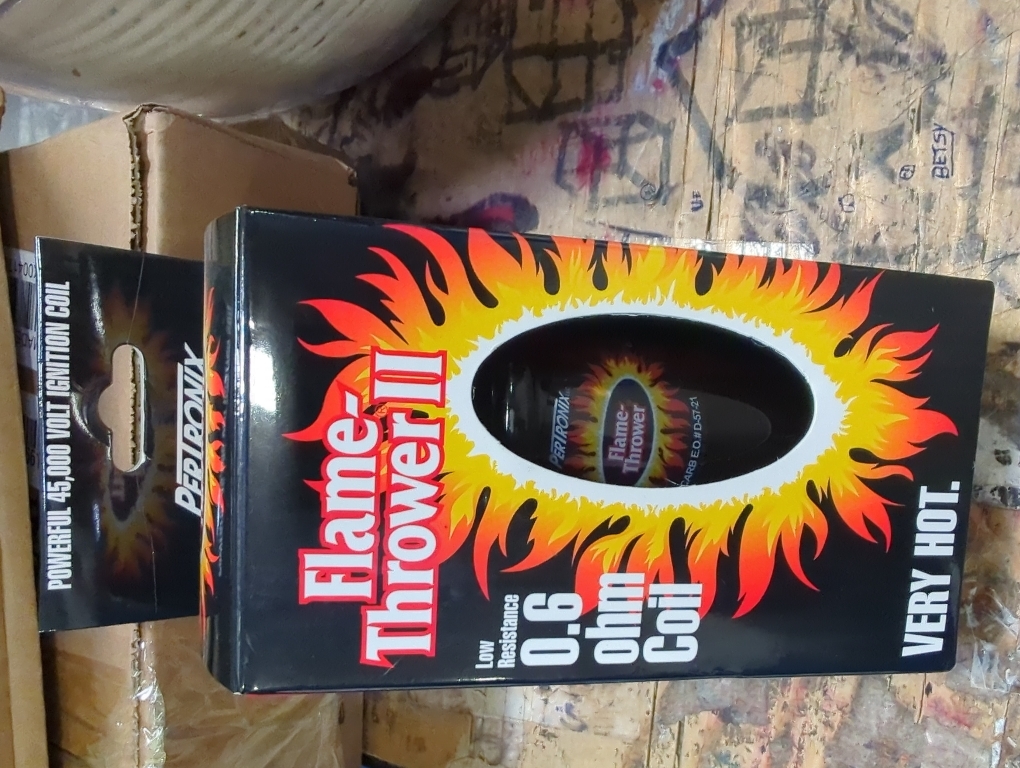 POWERFUL 45,000 VOLT IGNITION COIL
PERTRONIX
Flame-
Thrower II
Low
Resistance
0.6
ohm
Coil
PERTRONIX
Flame-
Thrower
CARB E.O.# D-57-21
VERY HOT.
BETSY